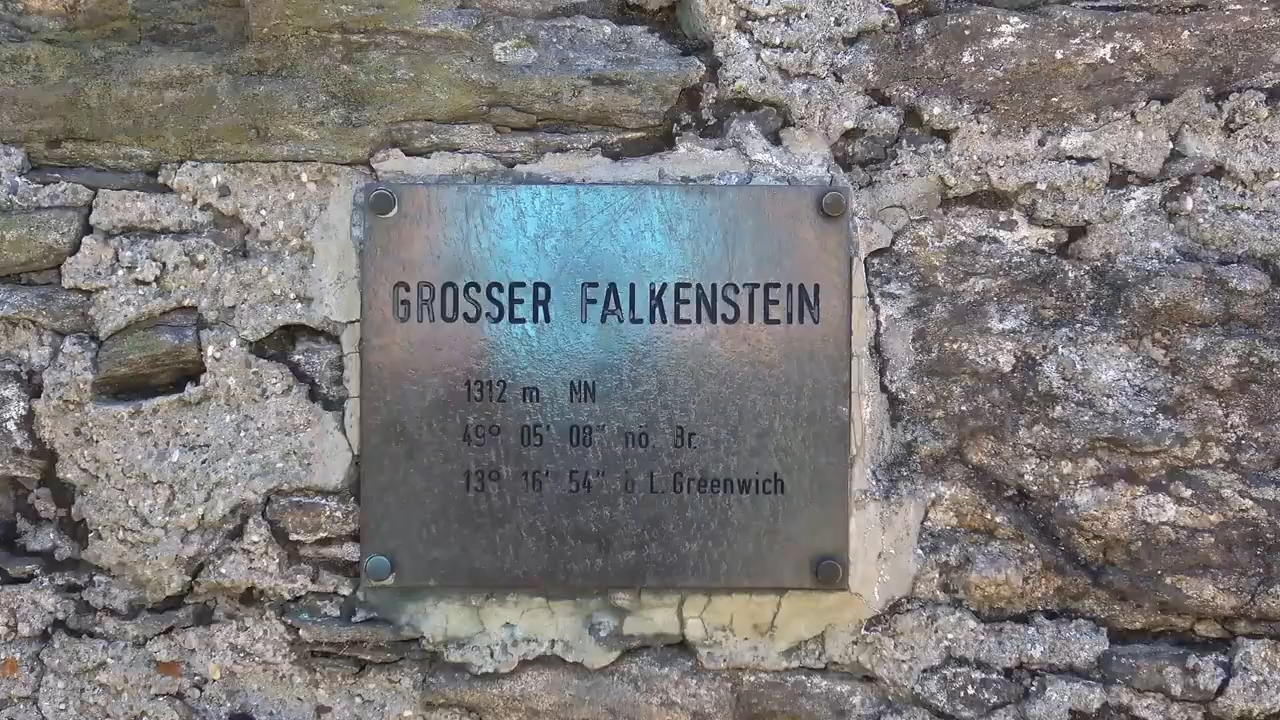 GROSSER FALKENSTEIN
1312 m NN
49° 05' 08" nö. Br.
13° 16' 54" ö L. Greenwich